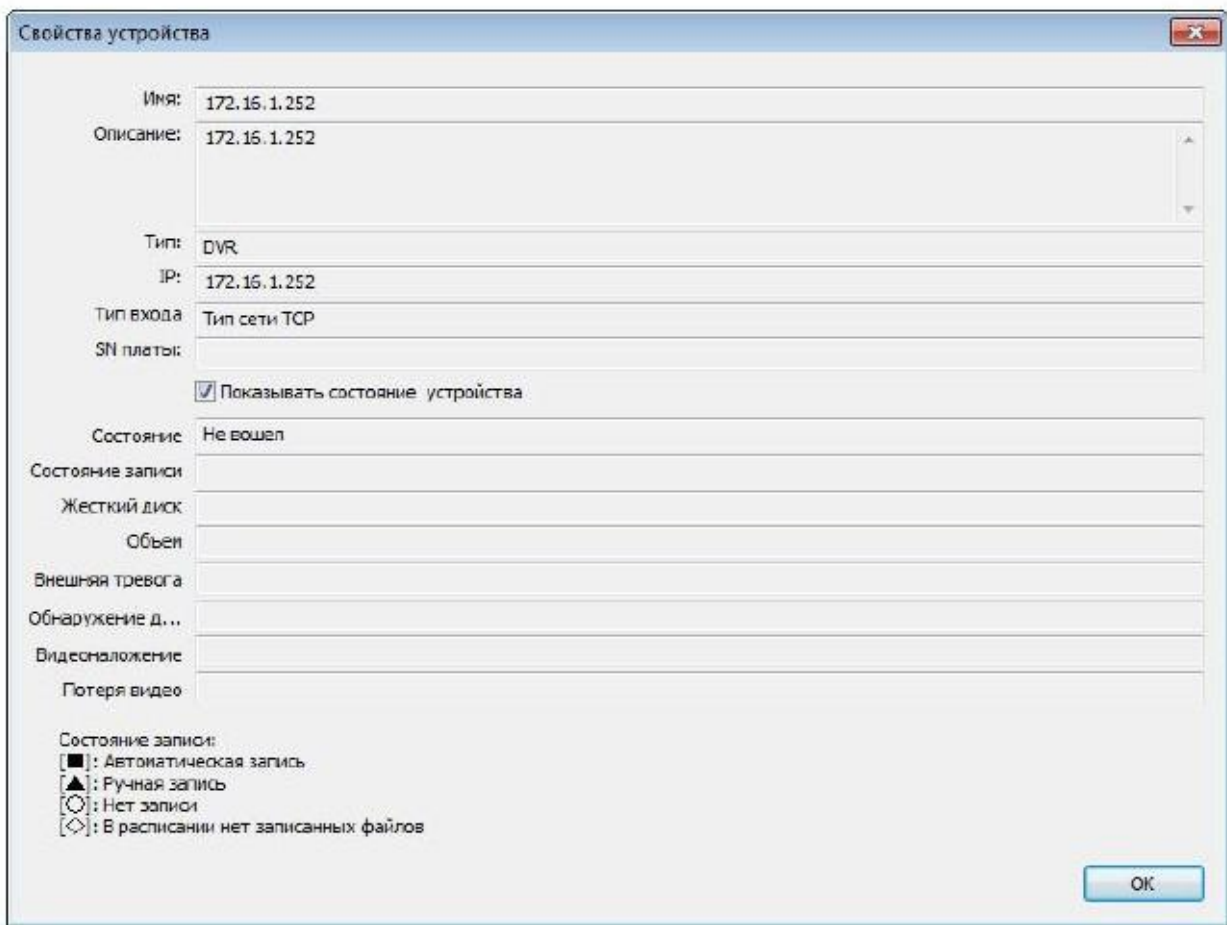 Свойства устройства
Имя: 172.16.1.252
Описание: 172.16.1.252
Тип: DVR
IP: 172.16.1.252
Тип входа Тип сети TCP
SN платы:
Показывать состояние устройства
Состояние Не вошел
Состояние записи
Жесткий диск
Объем
Внешняя тревога
Обнаружение д...
Видеоналожение
Потеря видео
Состояние записи:
[■]: Автоматическая запись
[▲]: Ручная запись
[○]: Нет записи
[◇]: В расписании нет записанных файлов
OK